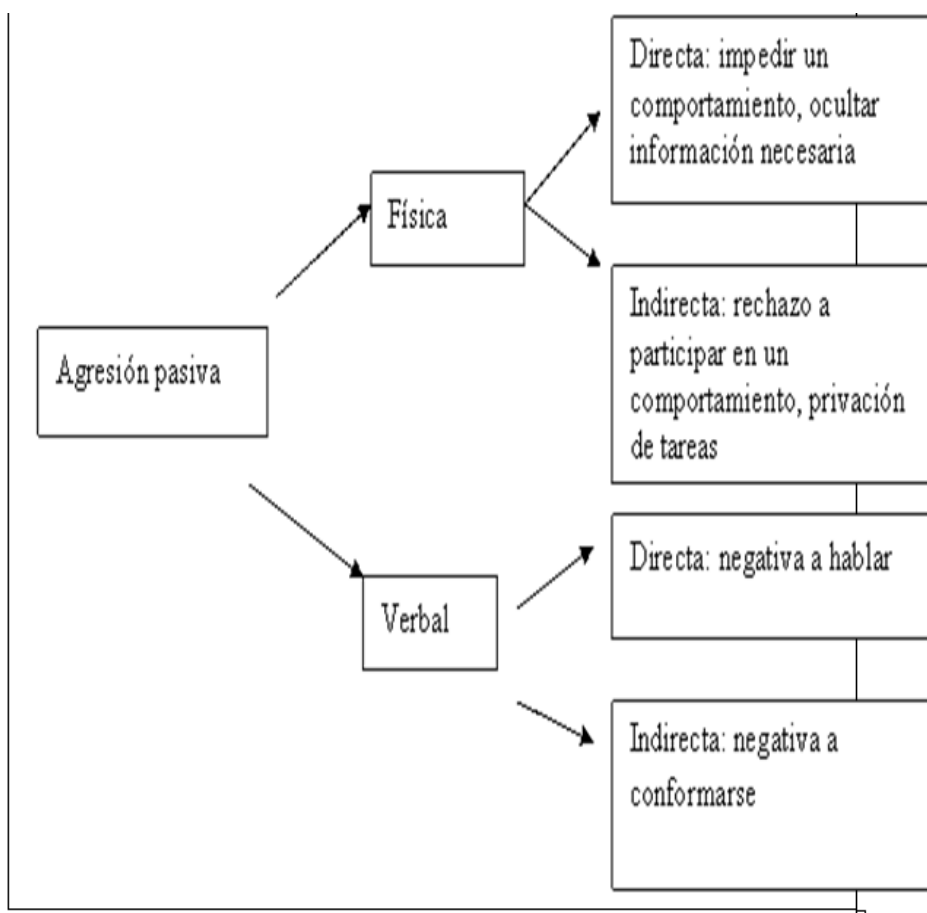 Directa: impedir un
comportamiento, ocultar
información necesaria
Física
Indirecta: rechazo a
participar en un
comportamiento, privación
de tareas
Agresión pasiva
Directa: negativa a hablar
Verbal
Indirecta: negativa a
conformarse